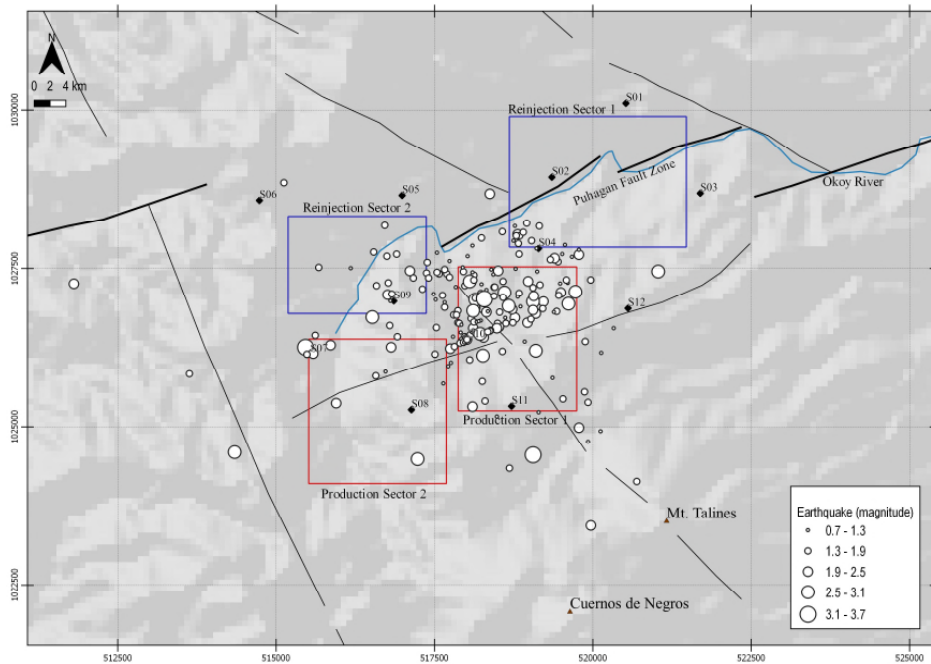 N
0 2 4 km
Reinjection Sector 1
S01
S02
Puhagan Fault Zone
S03
Okoy River
S06
S05
Reinjection Sector 2
S04
S09
S12
S07
S08
S11
Production Sector 1
Production Sector 2
Mt. Talines
Cuernos de Negros
Earthquake (magnitude)
0.7 - 1.3
1.3 - 1.9
1.9 - 2.5
2.5 - 3.1
3.1 - 3.7
1030000
1027500
1025000
1022500
512500 515000 517500 520000 522500 525000